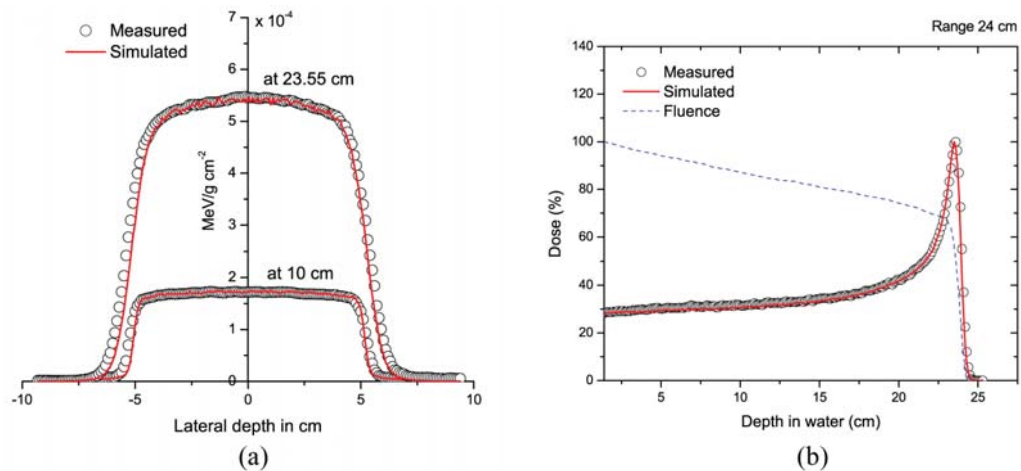 x 10⁻⁴
Measured
Simulated
at 23.55 cm
at 10 cm
MeV/g cm⁻²
7
6
5
4
3
2
1
0
-10
-5
0
5
10
Lateral depth in cm
(a)
Range 24 cm
Measured
Simulated
Fluence
Dose (%)
140
120
100
80
60
40
20
0
5
10
15
20
25
Depth in water (cm)
(b)